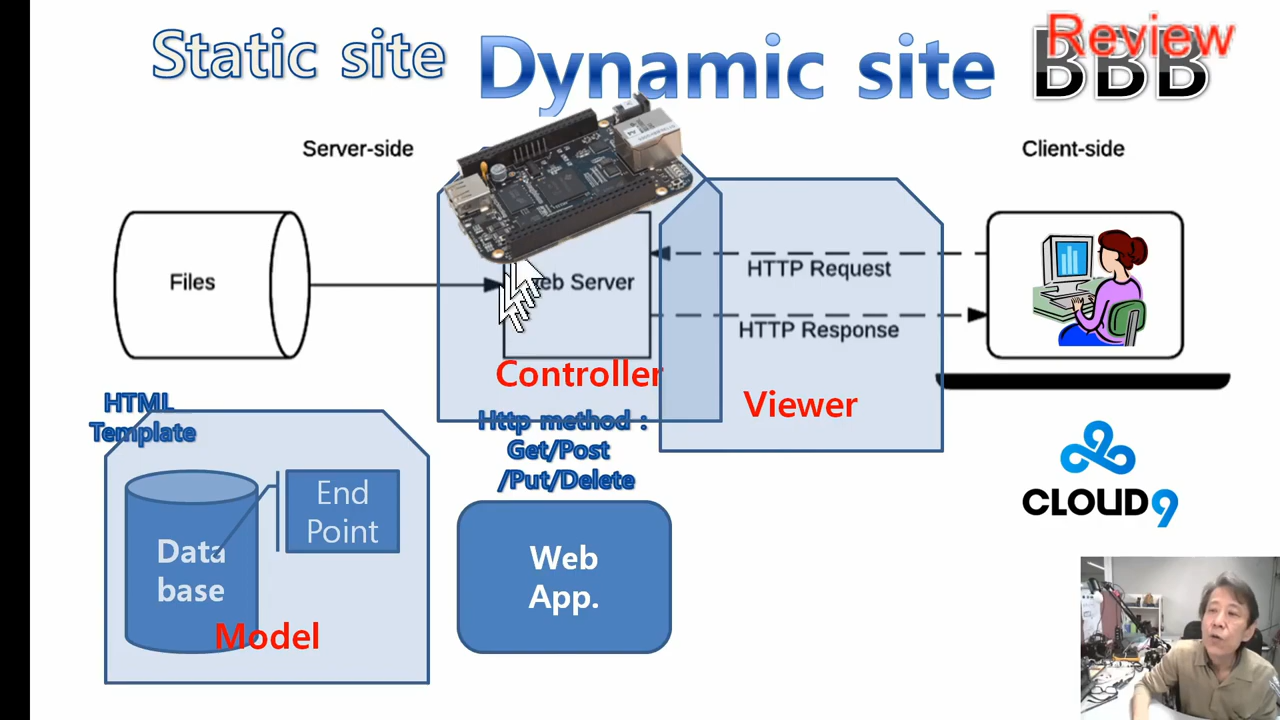 Static site
Dynamic site
BBB
Review
Server-side
Client-side
Files
eb Server
HTTP Request
HTTP Response
Controller
Viewer
HTML
Template
Http method :
Get/Post
/Put/Delete
End
Point
Data
base
Model
Web
App.
CLOUD9